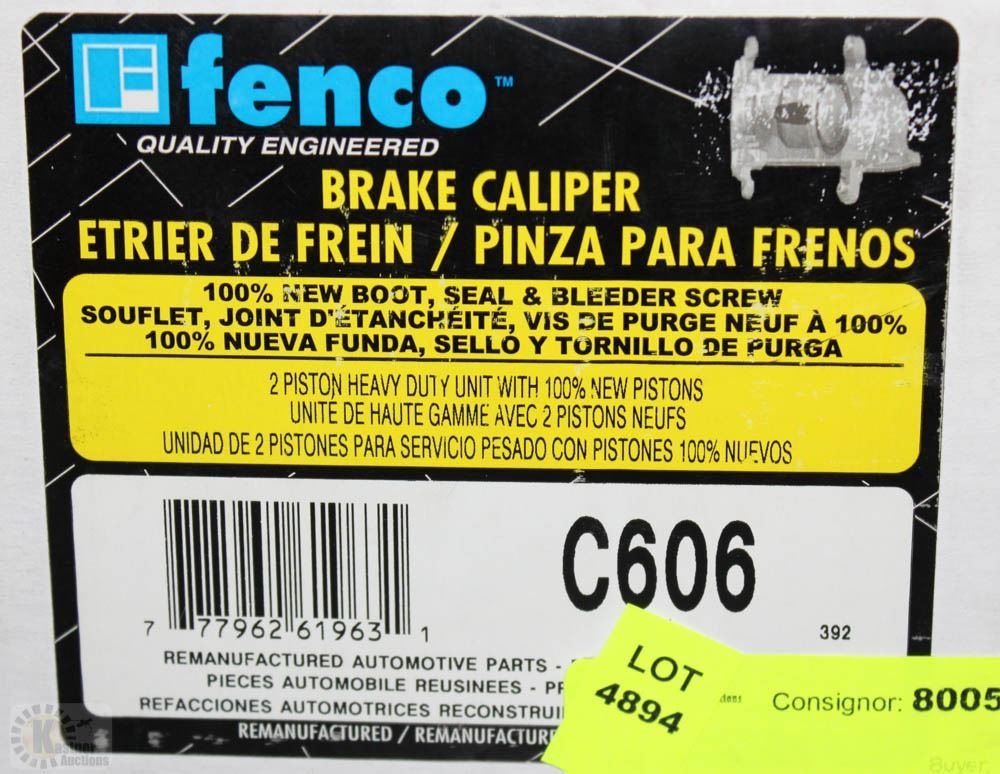 fenco™
QUALITY ENGINEERED
BRAKE CALIPER
ETRIER DE FREIN / PINZA PARA FRENOS
100% NEW BOOT, SEAL & BLEEDER SCREW
SOUFLET, JOINT D'ÉTANCHÉITÉ, VIS DE PURGE NEUF À 100%
100% NUEVA FUNDA, SELLO Y TORNILLO DE PURGA
2 PISTON HEAVY DUTY UNIT WITH 100% NEW PISTONS
UNITÉ DE HAUTE GAMME AVEC 2 PISTONS NEUFS
UNIDAD DE 2 PISTONES PARA SERVICIO PESADO CON PISTONES 100% NUEVOS
C606
7 77962 61963 1
392
REMANUFACTURED AUTOMOTIVE PARTS -
PIECES AUTOMOBILE REUSINEES -
REFACCIONES AUTOMOTRICES
REMANUFACTURED /
LOT
4894
Consignor: 8005
Buyer
Kastner
Auctions